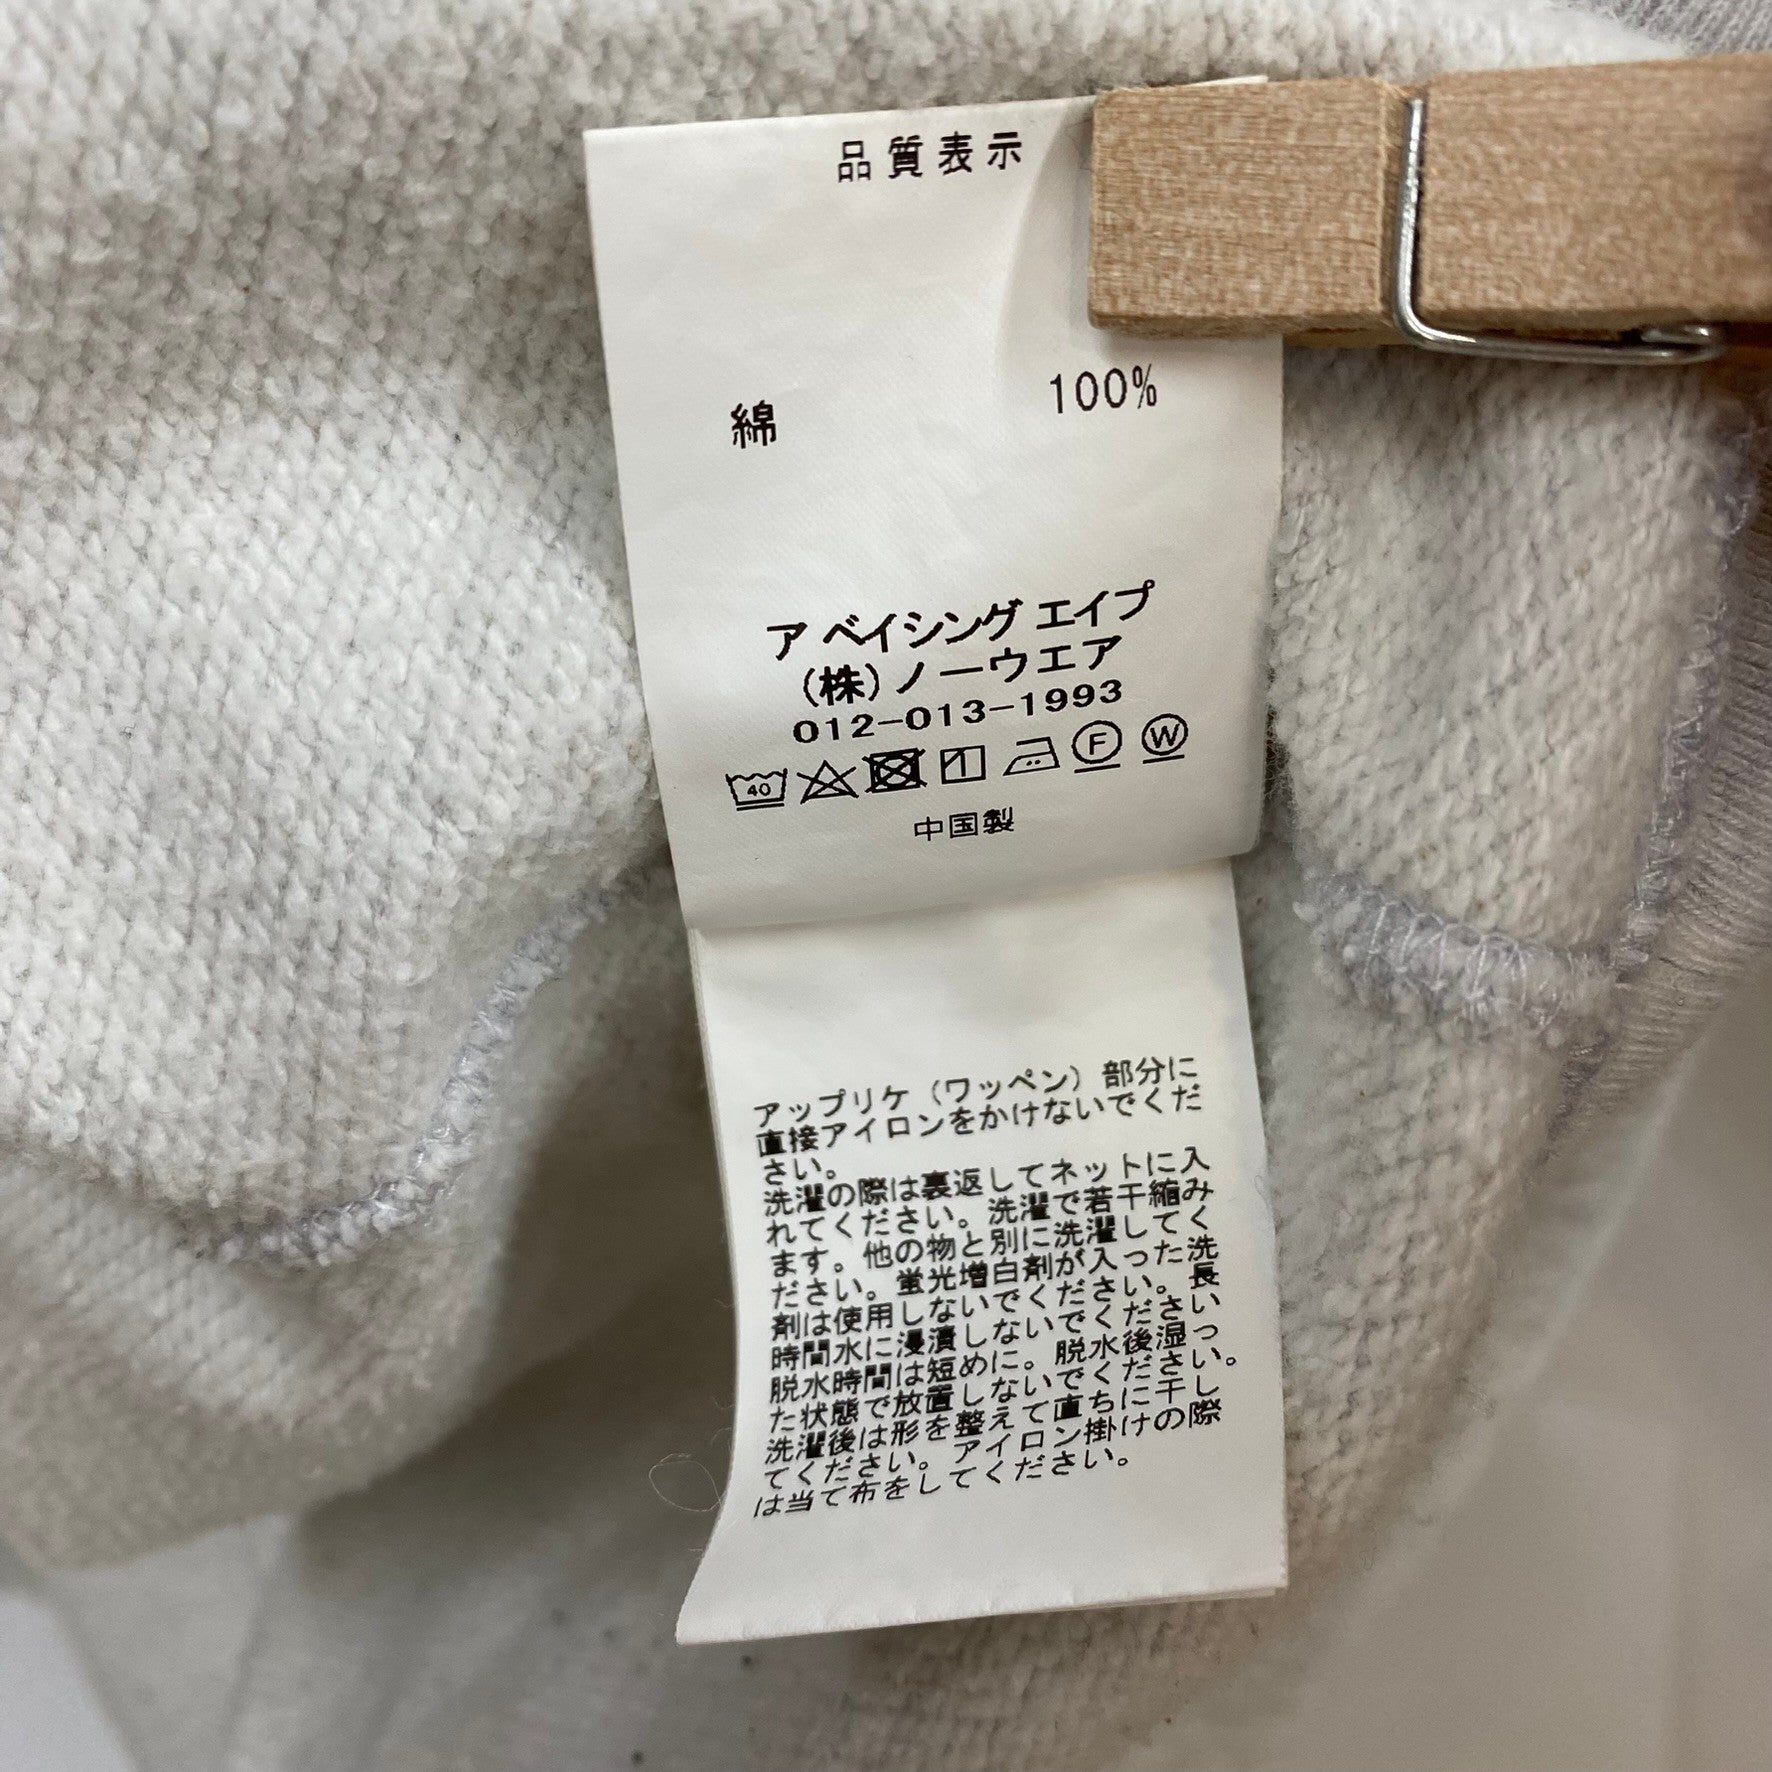 品質表示
綿 100%
ア ベイシング エイプ
(株)ノーウエア
012-013-1993
40 F W
中国製
アップリケ(ワッペン)部分に
直接アイロンをかけないでくだ
さい。
洗濯の際は裏返してネットに入
れてください。洗濯で若干縮み
ます。他の物と別に洗濯してく
ださい。蛍光増白剤が入った洗
剤は使用しないでください。長
時間水に浸漬しないでください
脱水時間は短めに。脱水後湿っ
た状態で放置しないでください。
洗濯後は形を整えて直ちに干し
てください。アイロン掛けの際
は当て布をしてください。